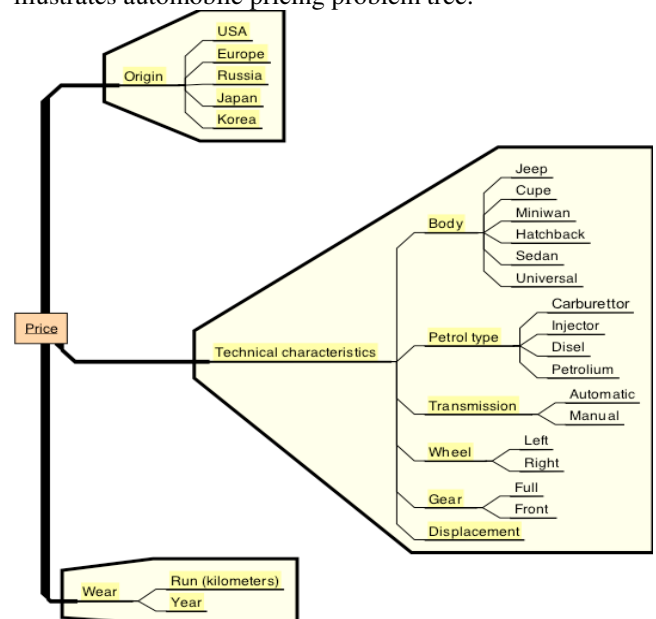 illustrates automobile pricing problem tree.
USA
Europe
Origin
Russia
Japan
Korea
Jeep
Cupe
Miniwan
Body
Hatchback
Sedan
Universal
Price
Carburettor
Injector
Technical characteristics
Petrol type
Disel
Petrolium
Automatic
Transmission
Manual
Left
Wheel
Right
Full
Gear
Front
Displacement
Run (kilometers)
Wear
Year